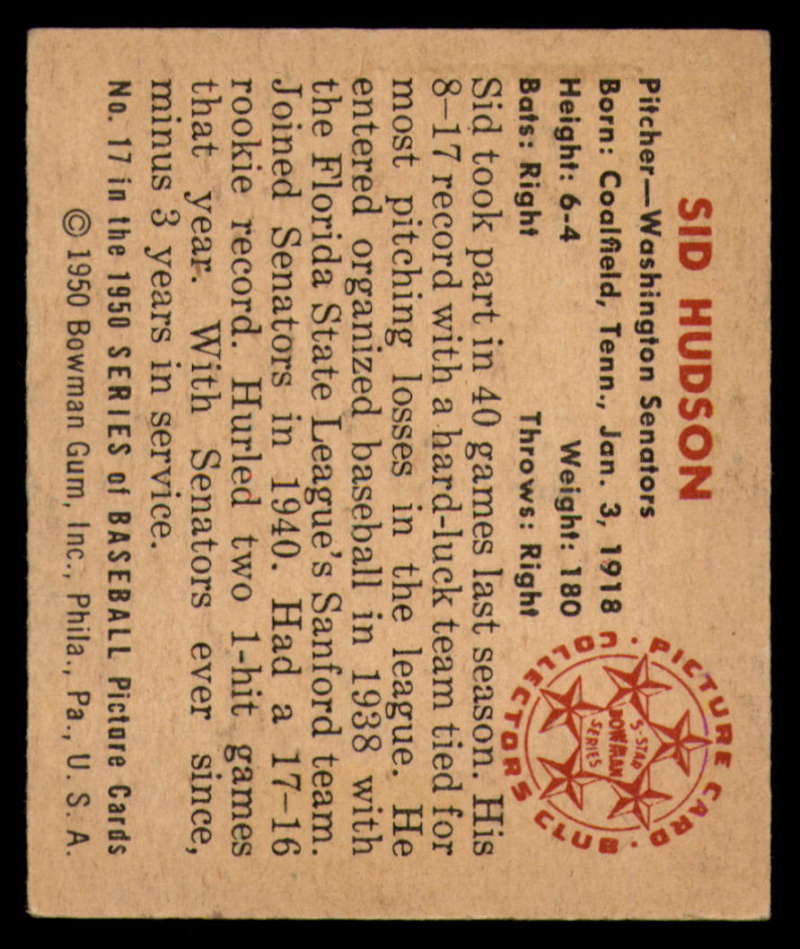 SID HUDSON
Pitcher—Washington Senators
Born: Coalfield, Tenn., Jan. 3, 1918
Height: 6-4 Weight: 180
Bats: Right Throws: Right
PICTURE CARD COLLECTORS CLUB
5-STAR
BOWMAN
SERIES
Sid took part in 40 games last season. His
8-17 record with a hard-luck team tied for
most pitching losses in the league. He
entered organized baseball in 1938 with
the Florida State League's Sanford team.
Joined Senators in 1940. Had a 17-16
rookie record. Hurled two 1-hit games
that year. With Senators ever since,
minus 3 years in service.
No. 17 in the 1950 SERIES of BASEBALL Picture Cards
© 1950 Bowman Gum, Inc., Phila., Pa., U. S. A.